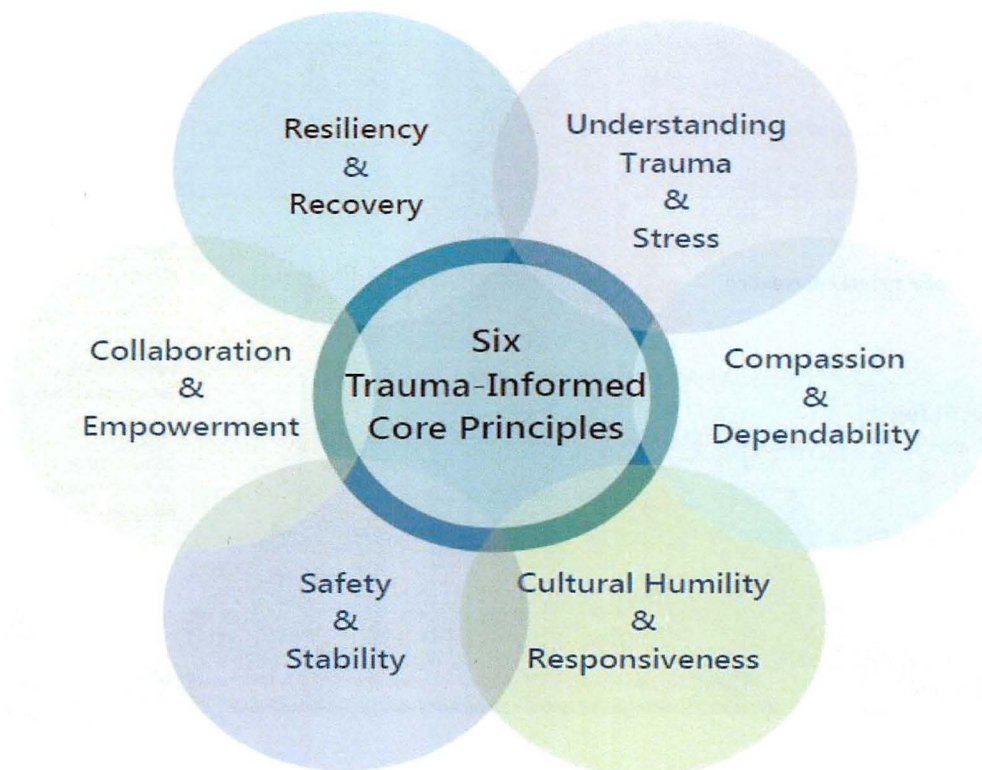 Resiliency
&
Recovery
Understanding
Trauma
&
Stress
Collaboration
&
Empowerment
Six
Trauma-Informed
Core Principles
Compassion
&
Dependability
Safety
&
Stability
Cultural Humility
&
Responsiveness